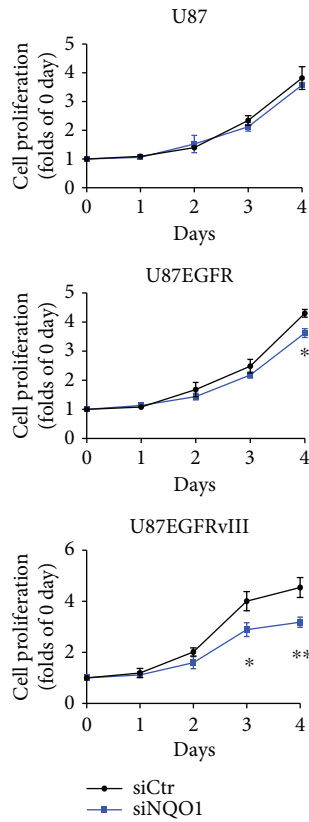 U87
Cell proliferation
(folds of 0 day)
5
4
3
2
1
0
0 1 2 3 4
Days
U87EGFR
Cell proliferation
(folds of 0 day)
5
4
3
2
1
0
*
0 1 2 3 4
Days
U87EGFRvIII
Cell proliferation
(folds of 0 day)
6
4
2
0
* **
0 1 2 3 4
Days
siCtr
siNQO1